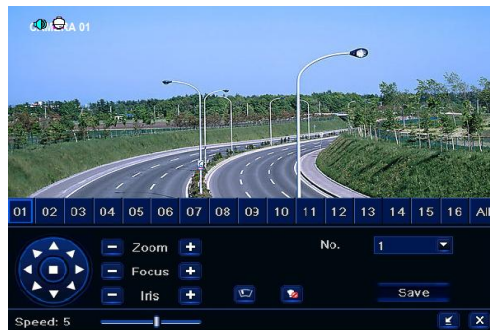 CAMERA 01
01 02 03 04 05 06 07 08 09 10 11 12 13 14 15 16 All
Zoom No. 1
Focus
Iris Save
Speed: 5